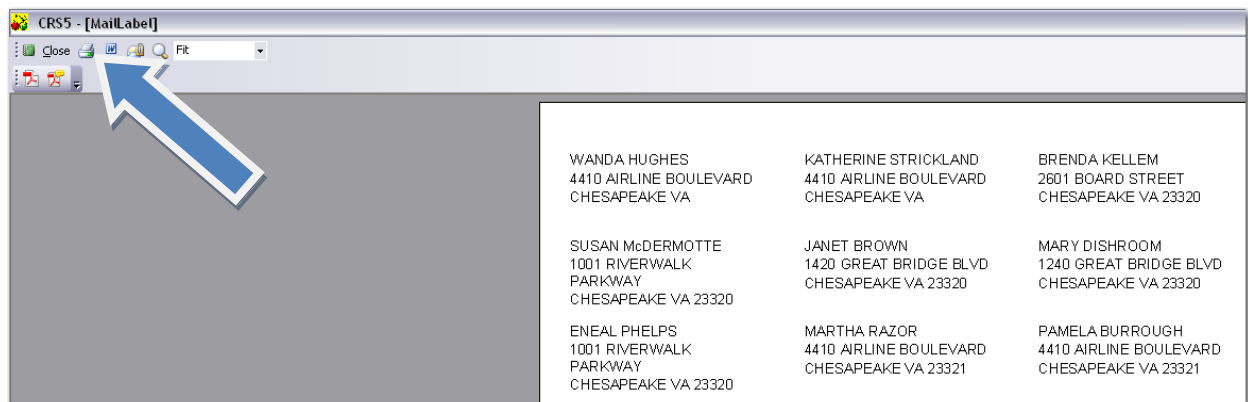 CRS5 - [MailLabel]
Close Fit
WANDA HUGHES
4410 AIRLINE BOULEVARD
CHESAPEAKE VA
KATHERINE STRICKLAND
4410 AIRLINE BOULEVARD
CHESAPEAKE VA
BRENDA KELLEM
2601 BOARD STREET
CHESAPEAKE VA 23320
SUSAN McDERMOTTE
1001 RIVERWALK
PARKWAY
CHESAPEAKE VA 23320
JANET BROWN
1420 GREAT BRIDGE BLVD
CHESAPEAKE VA 23320
MARY DISHROOM
1240 GREAT BRIDGE BLVD
CHESAPEAKE VA 23320
ENEAL PHELPS
1001 RIVERWALK
PARKWAY
CHESAPEAKE VA 23320
MARTHA RAZOR
4410 AIRLINE BOULEVARD
CHESAPEAKE VA 23321
PAMELA BURROUGH
4410 AIRLINE BOULEVARD
CHESAPEAKE VA 23321